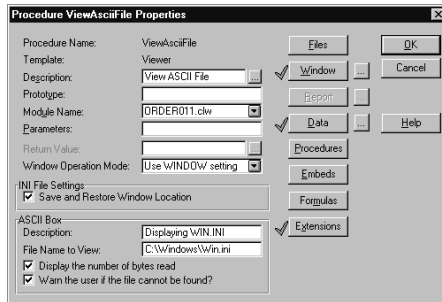 Procedure ViewAsciiFile Properties
Procedure Name: ViewAsciiFile
Template: Viewer
Description: View ASCII File ...
Prototype:
Module Name: ORDER011.clw
Parameters:
Return Value: ...
Window Operation Mode: Use WINDOW setting
INI File Settings
Save and Restore Window Location
ASCII Box
Description: Displaying WIN.INI
File Name to View: C:\Windows\Win.ini
Display the number of bytes read
Warn the user if the file cannot be found?
Files
Window ...
Report ...
Data ...
Procedures
Embeds
Formulas
Extensions
OK
Cancel
Help